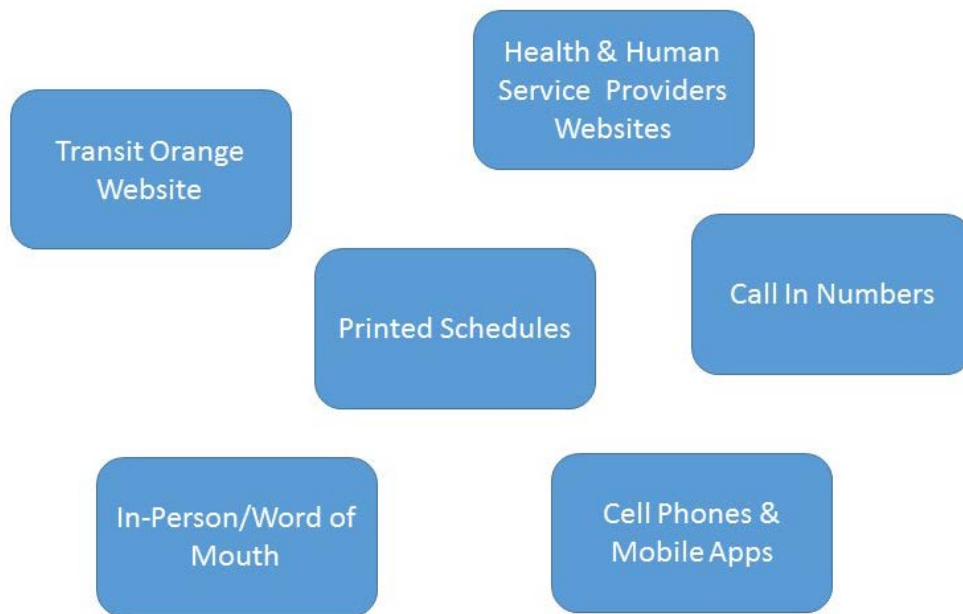 Health & Human
Service Providers
Websites
Transit Orange
Website
Call In Numbers
Printed Schedules
In-Person/Word of
Mouth
Cell Phones &
Mobile Apps